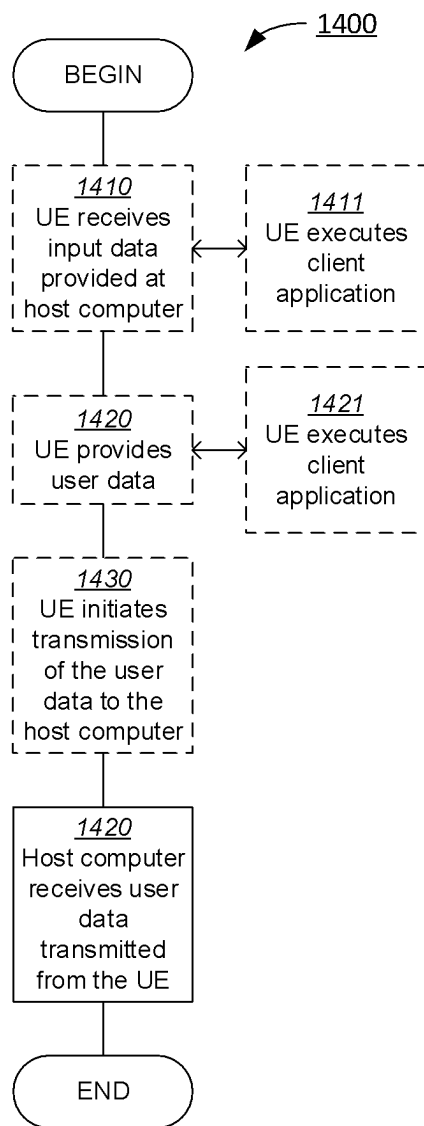 1400
BEGIN
1410
UE receives
input data
provided at
host computer
1411
UE executes
client
application
1420
UE provides
user data
1421
UE executes
client
application
1430
UE initiates
transmission
of the user
data to the
host computer
1420
Host computer
receives user
data
transmitted
from the UE
END